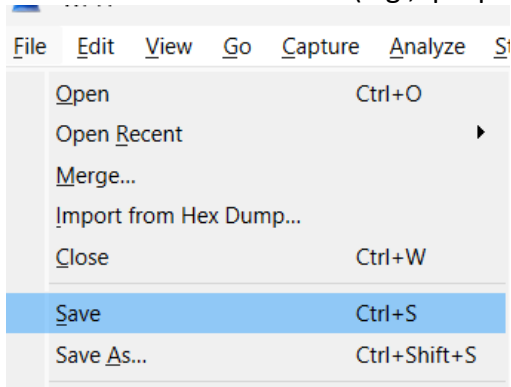 File Edit View Go Capture Analyze
Open Ctrl+O
Open Recent
Merge...
Import from Hex Dump...
Close Ctrl+W
Save Ctrl+S
Save As... Ctrl+Shift+S